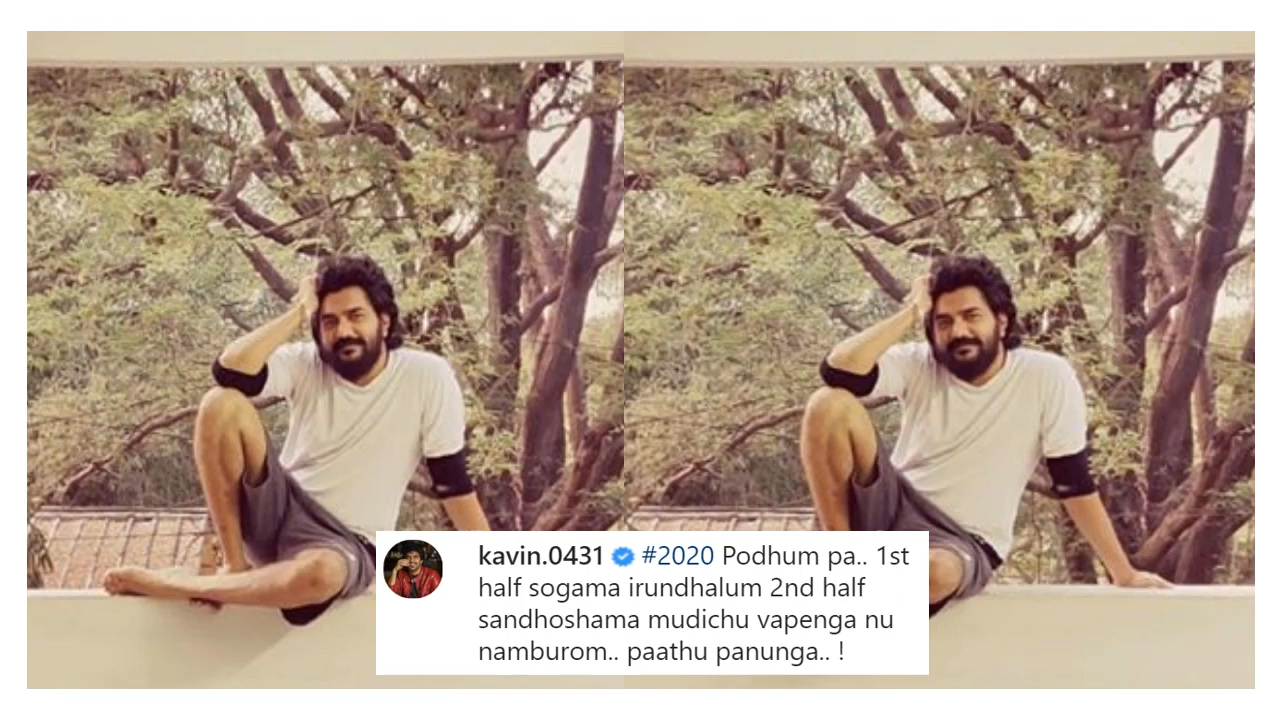 kavin.0431 #2020 Podhum pa.. 1st
half sogama irundhalum 2nd half
sandhoshama mudichu vapenga nu
namburom.. paathu panunga.. !